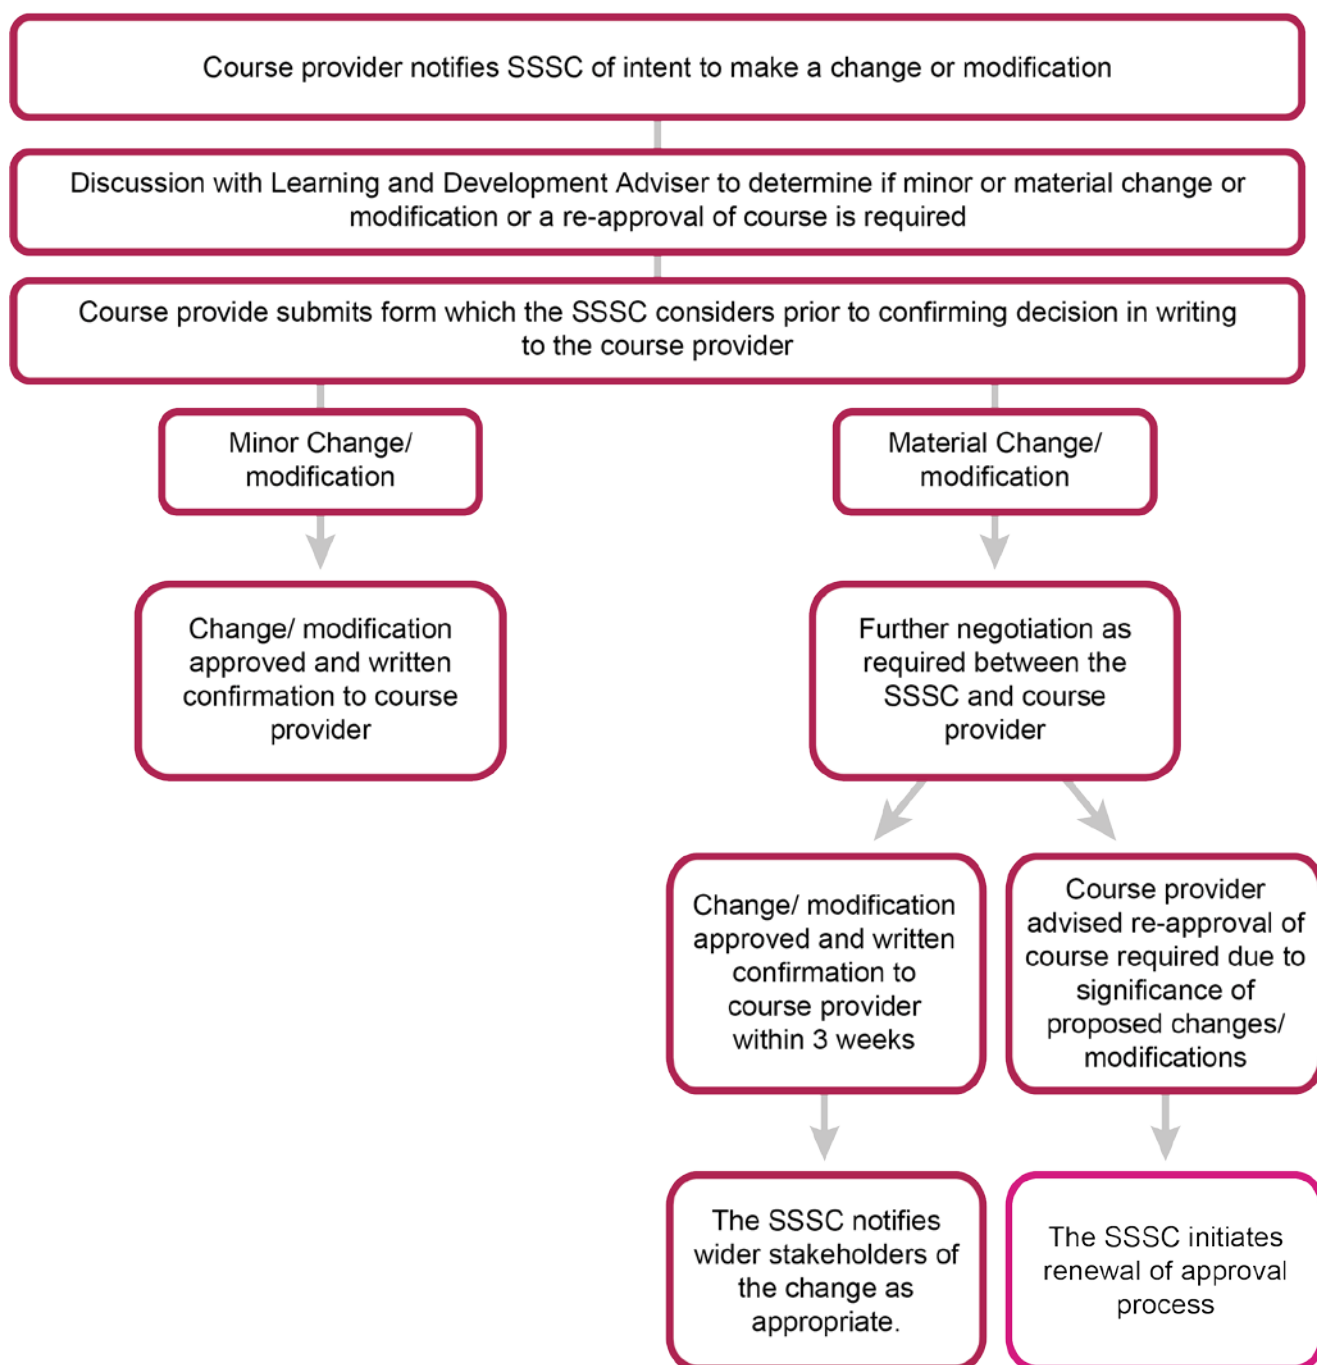 Course provider notifies SSSC of intent to make a change or modification
Discussion with Learning and Development Adviser to determine if minor or material change or
modification or a re-approval of course is required
Course provide submits form which the SSSC considers prior to confirming decision in writing
to the course provider
Minor Change/
modification
Material Change/
modification
Change/ modification
approved and written
confirmation to course
provider
Further negotiation as
required between the
SSSC and course
provider
Change/ modification
approved and written
confirmation to
course provider
within 3 weeks
Course provider
advised re-approval of
course required due to
significance of
proposed changes/
modifications
The SSSC notifies
wider stakeholders of
the change as
appropriate.
The SSSC initiates
renewal of approval
process